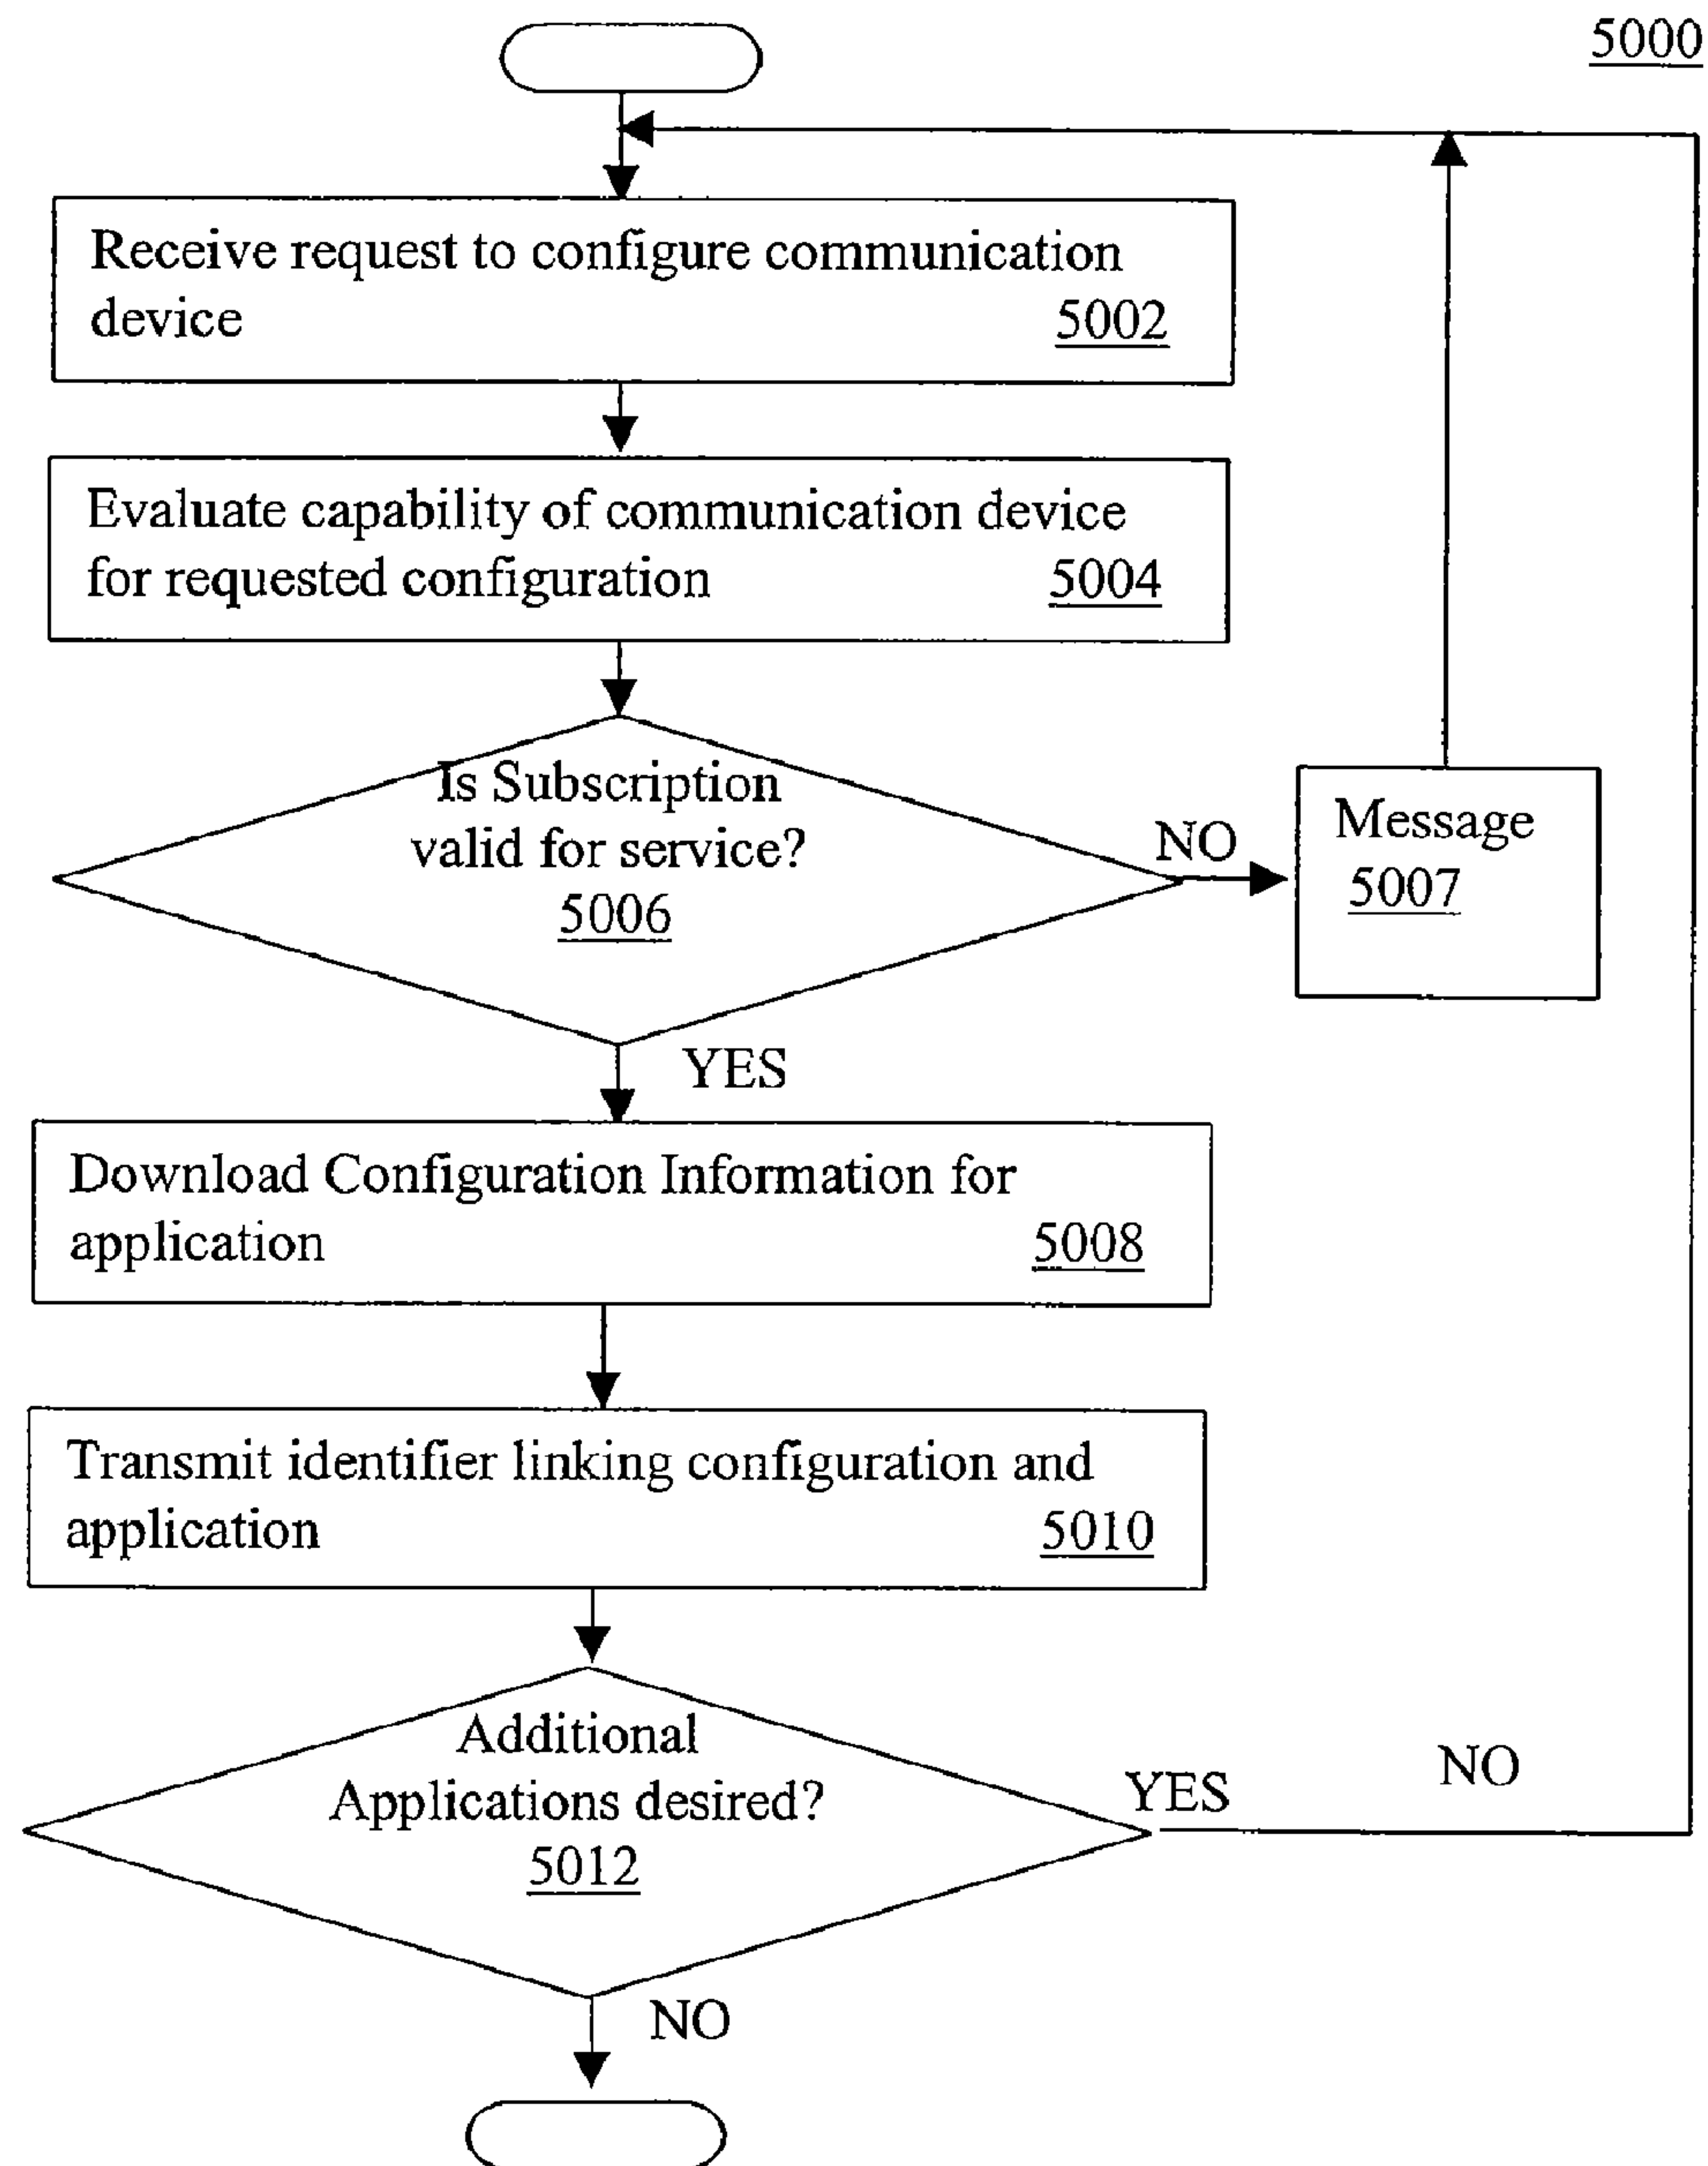 5000
Receive request to configure communication
device 5002
Evaluate capability of communication device
for requested configuration 5004
Is Subscription
valid for service?
5006
NO
Message
5007
YES
Download Configuration Information for
application 5008
Transmit identifier linking configuration and
application 5010
Additional
Applications desired?
5012
YES
NO
NO